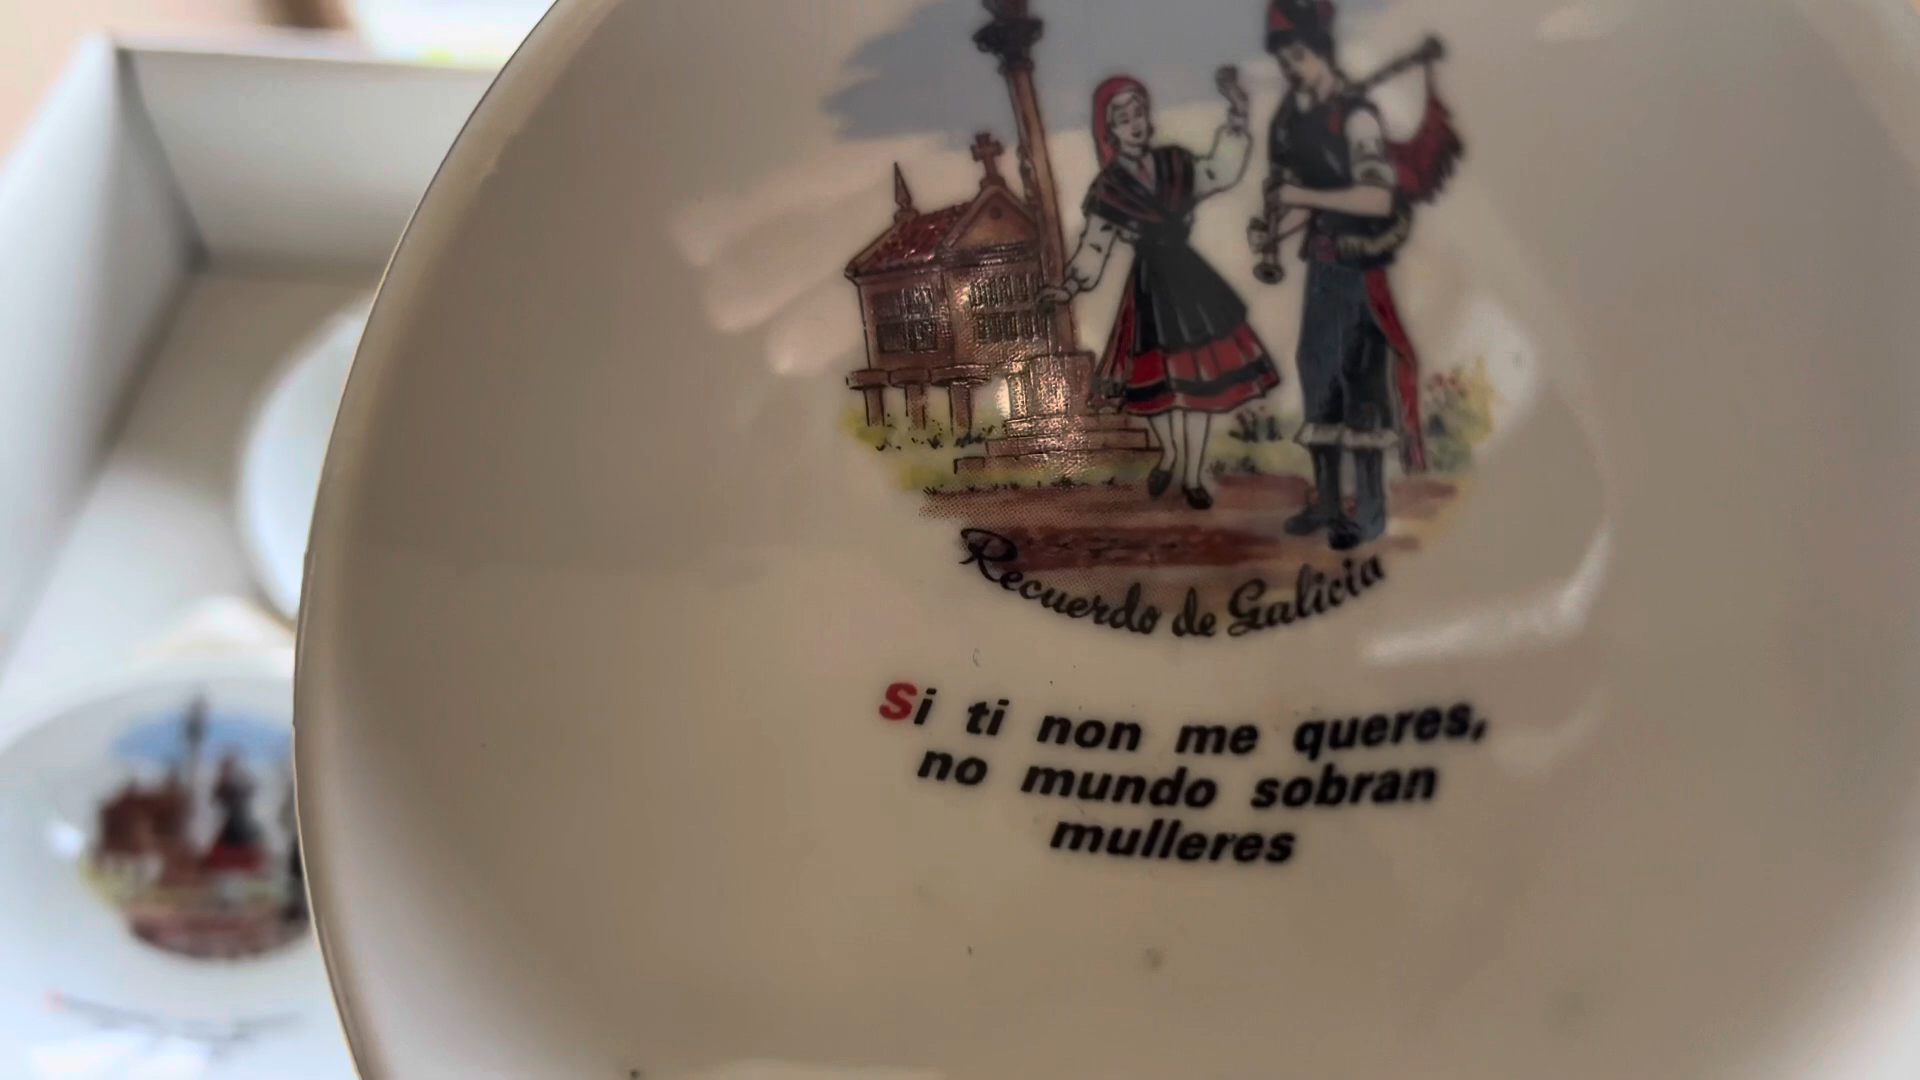 Recuerdo de Galicia
Si ti non me queres,
no mundo sobran
mulleres